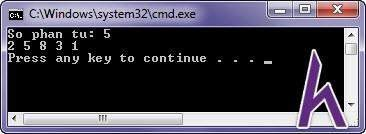 C:\Windows\system32\cmd.exe
C:\.
So phan tu: 5
2 5 8 3 1
Press any key to continue . . . _